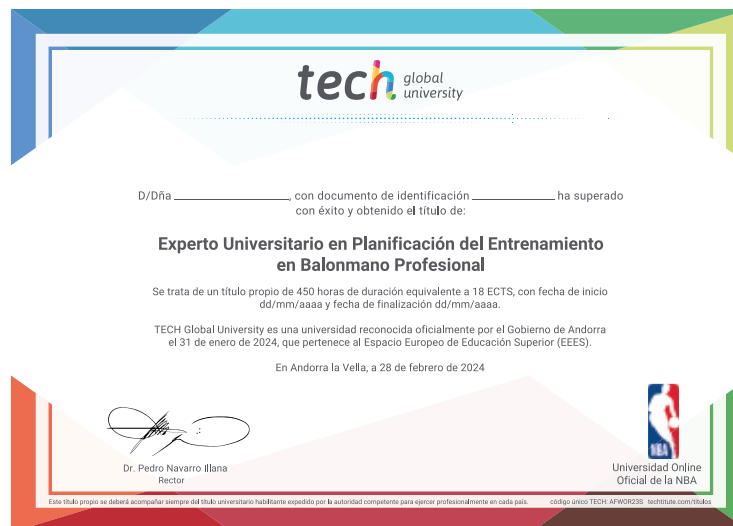 tech global
university
D/Dña ____________, con documento de identificación ____________ ha superado
con éxito y obtenido el título de:
Experto Universitario en Planificación del Entrenamiento
en Balonmano Profesional
Se trata de un título propio de 450 horas de duración equivalente a 18 ECTS, con fecha de inicio
dd/mm/aaaa y fecha de finalización dd/mm/aaaa.
TECH Global University es una universidad reconocida oficialmente por el Gobierno de Andorra
el 31 de enero de 2024, que pertenece al Espacio Europeo de Educación Superior (EEES).
En Andorra la Vella, a 28 de febrero de 2024
Dr. Pedro Navarro Illana
Rector
NBA
Universidad Online
Oficial de la NBA
Este título propio se deberá acompañar siempre del título universitario habilitante expedido por la autoridad competente para ejercer profesionalmente en cada país. código único TECH: AFWOR23S techtitute.com/titulos